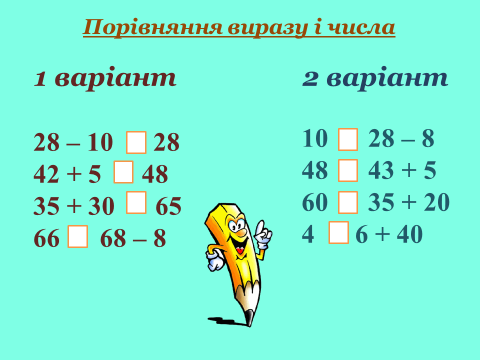 Порівняння виразу і числа
1 варіант
28 – 10 □ 28
42 + 5 □ 48
35 + 30 □ 65
66 □ 68 – 8
2 варіант
10 □ 28 – 8
48 □ 43 + 5
60 □ 35 + 20
4 □ 6 + 40